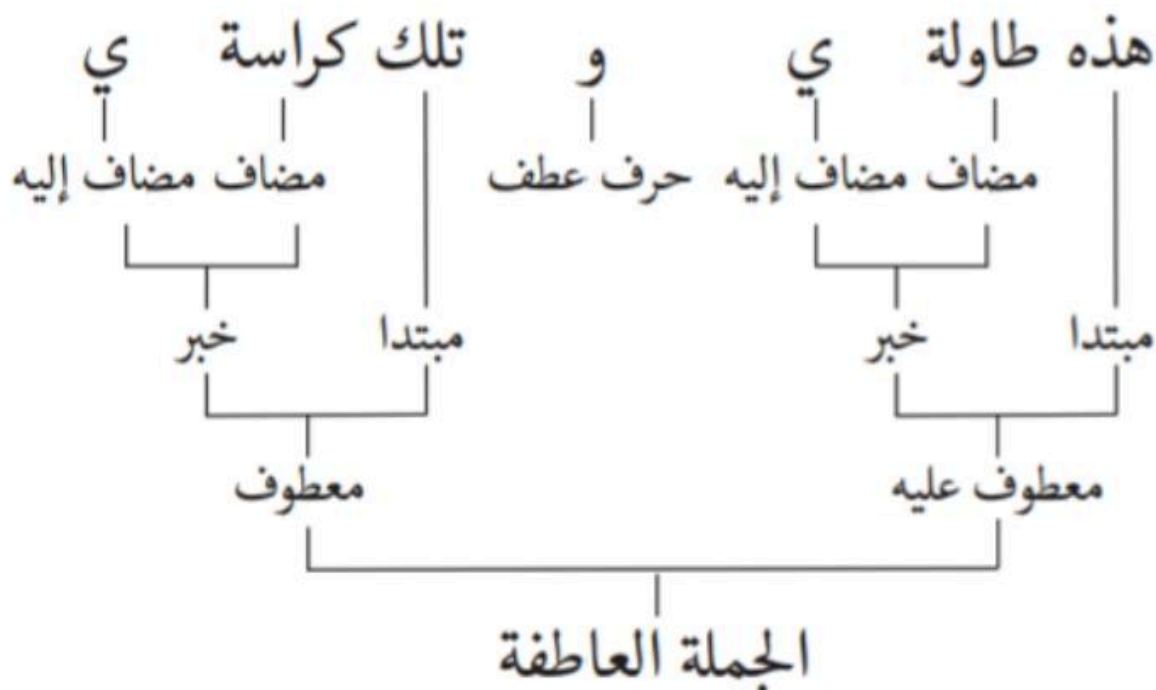 هذه طاولة ي و تلك كراسة ي
مضاف مضاف إليه حرف عطف مضاف مضاف إليه
مبتدا خبر مبتدا خبر
معطوف عليه معطوف
الجملة العاطفة